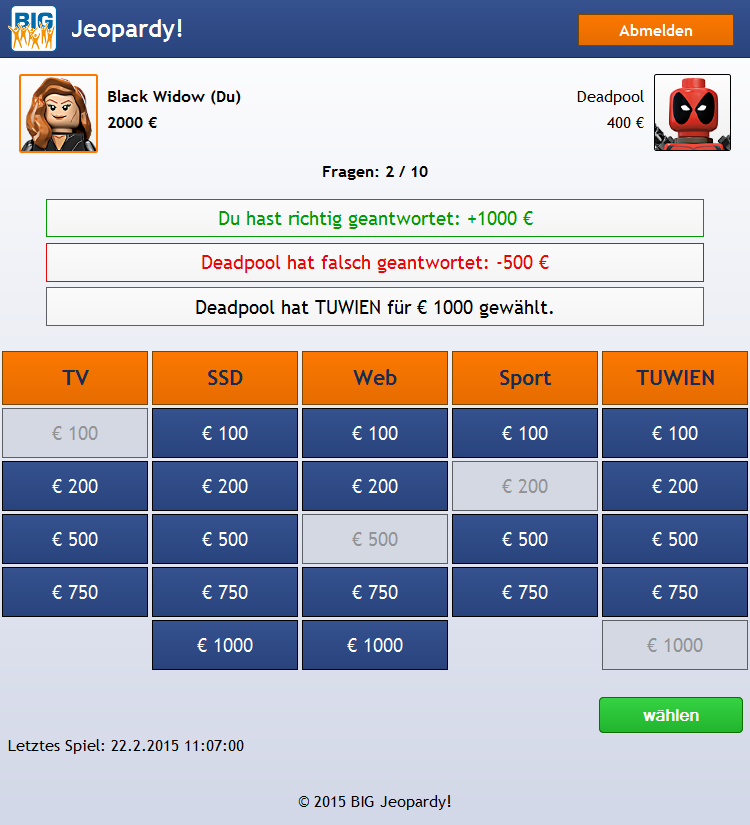 BIG
Jeopardy!
Abmelden
Black Widow (Du)
2000 €
Deadpool
400 €
Fragen: 2 / 10
Du hast richtig geantwortet: +1000 €
Deadpool hat falsch geantwortet: -500 €
Deadpool hat TUWIEN für € 1000 gewählt.
TV SSD Web Sport TUWIEN
€ 100 € 100 € 100 € 100 € 100
€ 200 € 200 € 200 € 200 € 200
€ 500 € 500 € 500 € 500 € 500
€ 750 € 750 € 750 € 750 € 750
€ 1000 € 1000 € 1000
wählen
Letztes Spiel: 22.2.2015 11:07:00
© 2015 BIG Jeopardy!